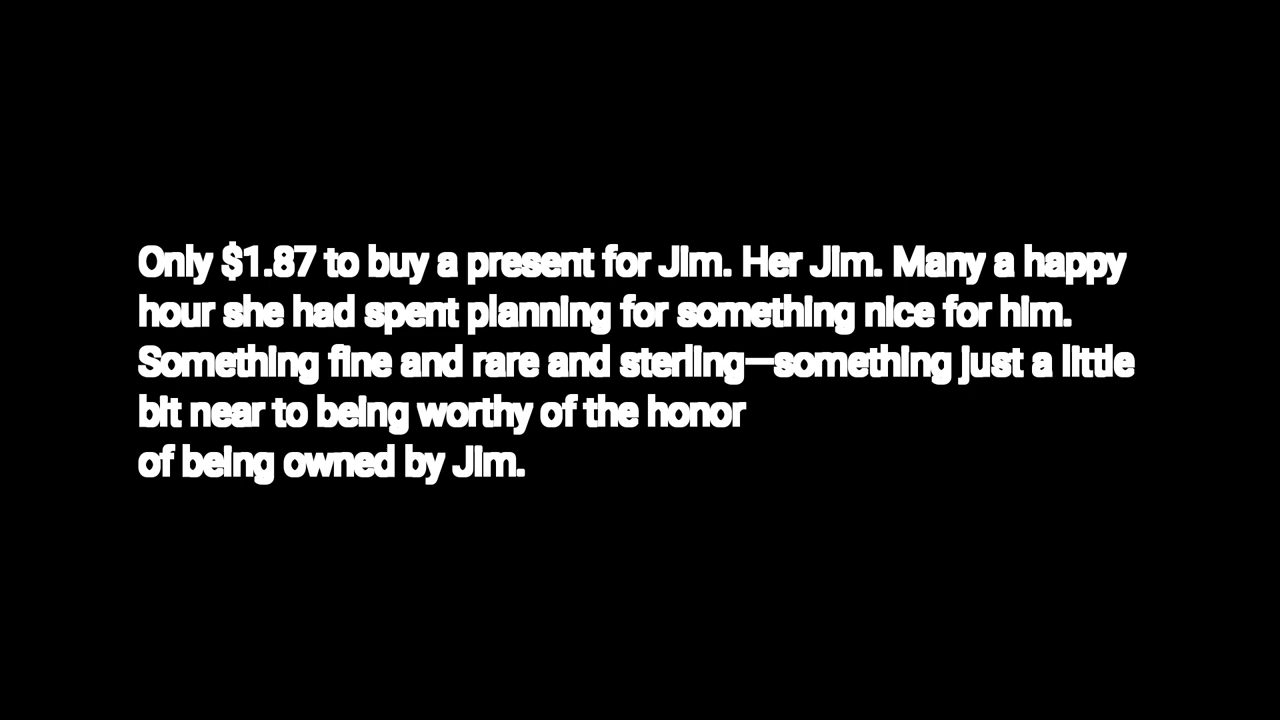 Only $1.87 to buy a present for Jim. Her Jim. Many a happy
hour she had spent planning for something nice for him.
Something fine and rare and sterling—something just a little
bit near to being worthy of the honor
of being owned by Jim.